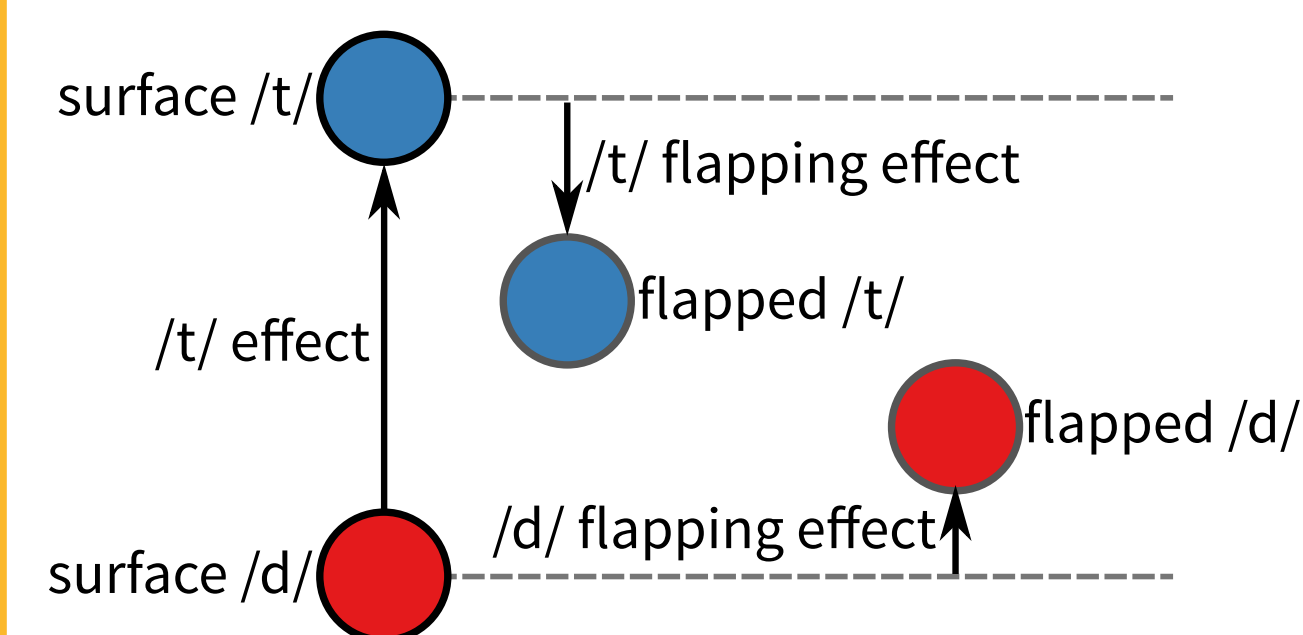 surface /t/
/t/ flapping effect
flapped /t/
/t/ effect
flapped /d/
/d/ flapping effect
surface /d/